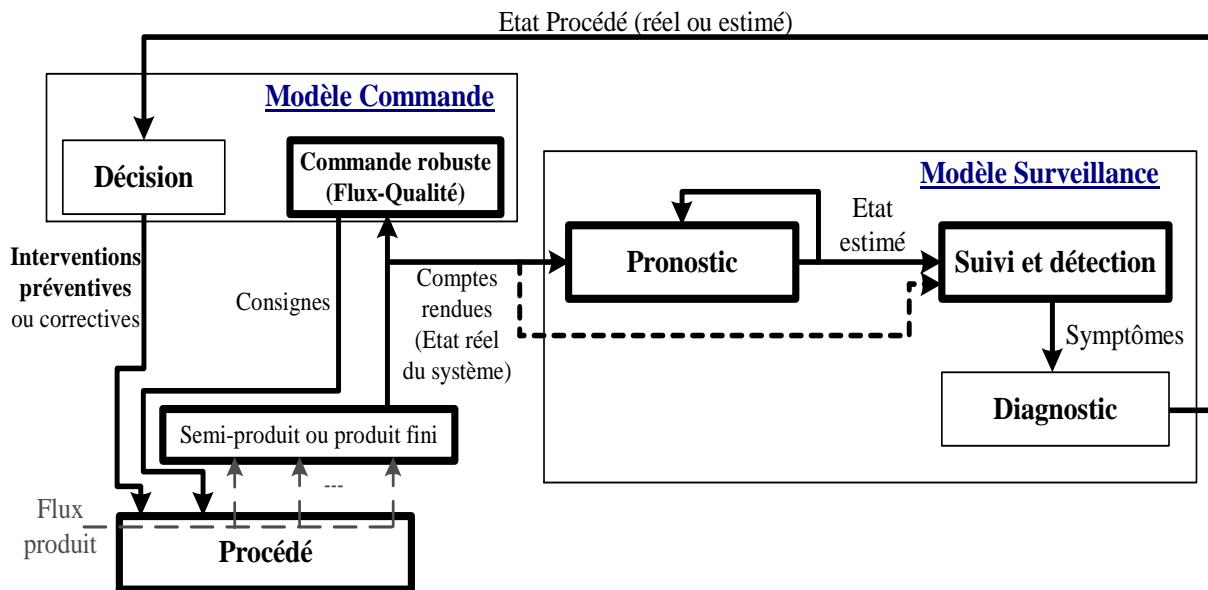 Etat Procédé (réel ou estimé)
Modèle Commande
Décision
Commande robuste
(Flux-Qualité)
Modèle Surveillance
Pronostic
Etat
estimé
Suivi et détection
Interventions
préventives
ou correctives
Consignes
Comptes
rendues
(Etat réel
du système)
Symptômes
Diagnostic
Semi-produit ou produit fini
---
Flux
produit
Procédé